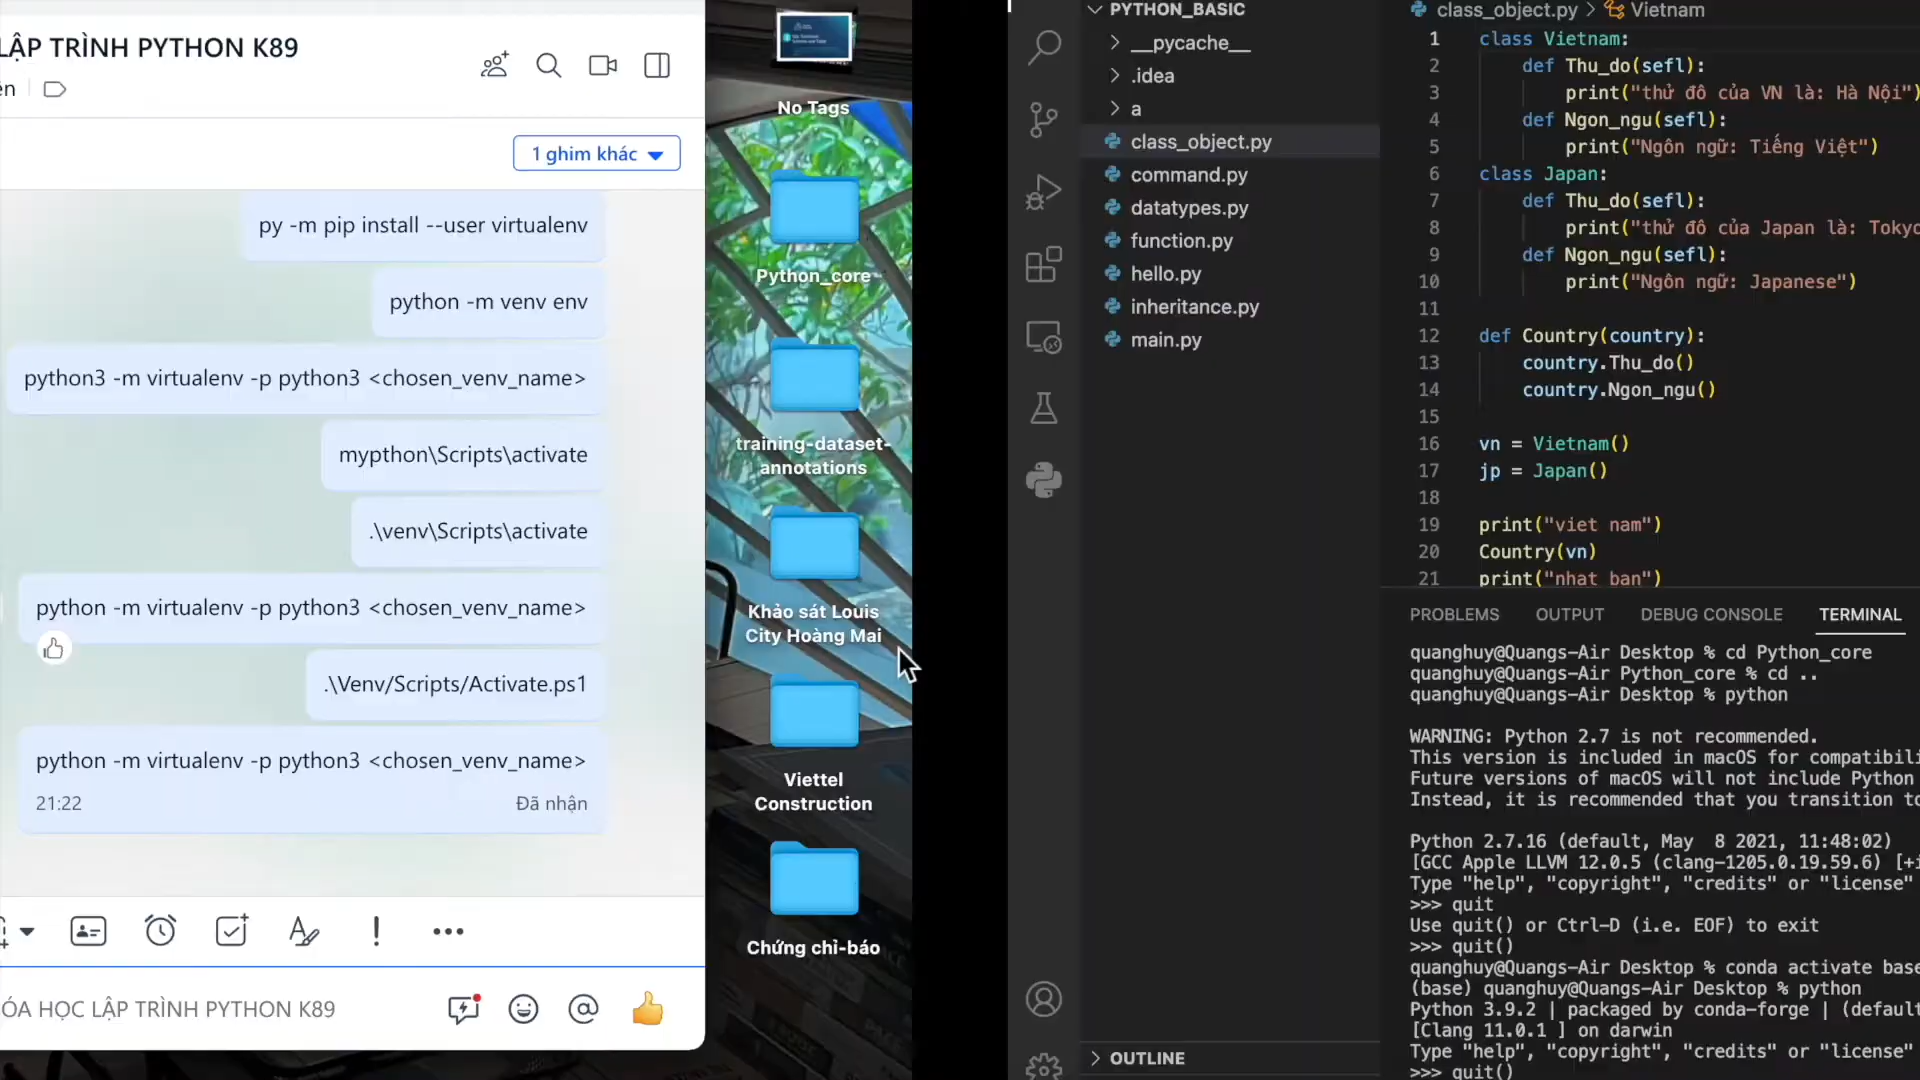 LẬP TRÌNH PYTHON K89
1 ghim khác
py -m pip install --user virtualenv
python -m venv env
python3 -m virtualenv -p python3 <chosen_venv_name>
mypython\Scripts\activate
.\venv\Scripts\activate
python -m virtualenv -p python3 <chosen_venv_name>
.\Venv/Scripts/Activate.ps1
python -m virtualenv -p python3 <chosen_venv_name>
21:22
Đã nhận
ÓA HỌC LẬP TRÌNH PYTHON K89
No Tags
Python_core
training-dataset-
annotations
Khảo sát Louis
City Hoàng Mai
Viettel
Construction
Chứng chỉ-báo
PYTHON_BASIC
__pycache__
.idea
a
class_object.py
command.py
datatypes.py
function.py
hello.py
inheritance.py
main.py
OUTLINE
class_object.py > Vietnam
1 class Vietnam:
2 def Thu_do(sefl):
3 print("thử đô của VN là: Hà Nội")
4 def Ngon_ngu(sefl):
5 print("Ngôn ngữ: Tiếng Việt")
6 class Japan:
7 def Thu_do(sefl):
8 print("thử đô của Japan là: Tokyo
9 def Ngon_ngu(sefl):
10 print("Ngôn ngữ: Japanese")
11
12 def Country(country):
13 country.Thu_do()
14 country.Ngon_ngu()
15
16 vn = Vietnam()
17 jp = Japan()
18
19 print("viet nam")
20 Country(vn)
21 print("nhat ban")
PROBLEMS OUTPUT DEBUG CONSOLE TERMINAL
quanghuy@Quangs-Air Desktop % cd Python_core
quanghuy@Quangs-Air Python_core % cd ..
quanghuy@Quangs-Air Desktop % python
WARNING: Python 2.7 is not recommended.
This version is included in macOS for compatibili
Future versions of macOS will not include Python
Instead, it is recommended that you transition to
Python 2.7.16 (default, May  8 2021, 11:48:02)
[GCC Apple LLVM 12.0.5 (clang-1205.0.19.59.6) [+i
Type "help", "copyright", "credits" or "license"
>>> quit
Use quit() or Ctrl-D (i.e. EOF) to exit
>>> quit()
quanghuy@Quangs-Air Desktop % conda activate base
(base) quanghuy@Quangs-Air Desktop % python
Python 3.9.2 | packaged by conda-forge | (default
[Clang 11.0.1 ] on darwin
Type "help", "copyright", "credits" or "license"
>>> quit()